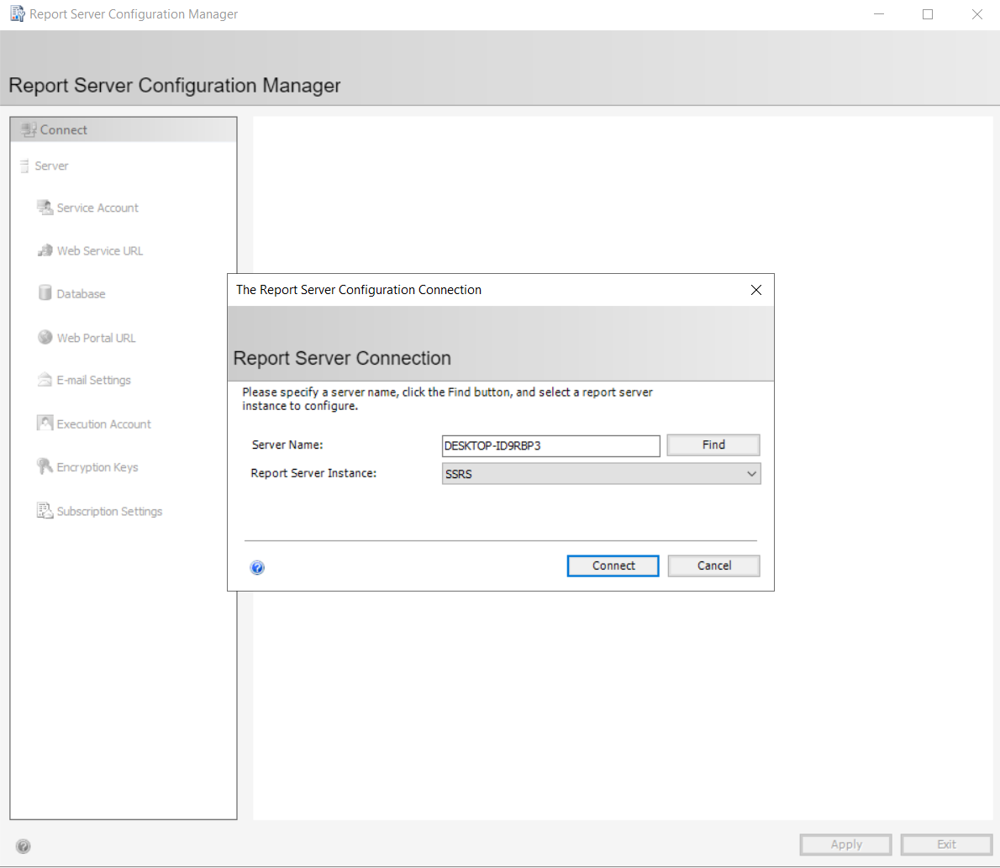 Report Server Configuration Manager
Report Server Configuration Manager
Connect
Server
Service Account
Web Service URL
Database
Web Portal URL
E-mail Settings
Execution Account
Encryption Keys
Subscription Settings
The Report Server Configuration Connection
Report Server Connection
Please specify a server name, click the Find button, and select a report server
instance to configure.
Server Name: DESKTOP-ID9RBP3 Find
Report Server Instance: SSRS
Connect Cancel
Apply Exit